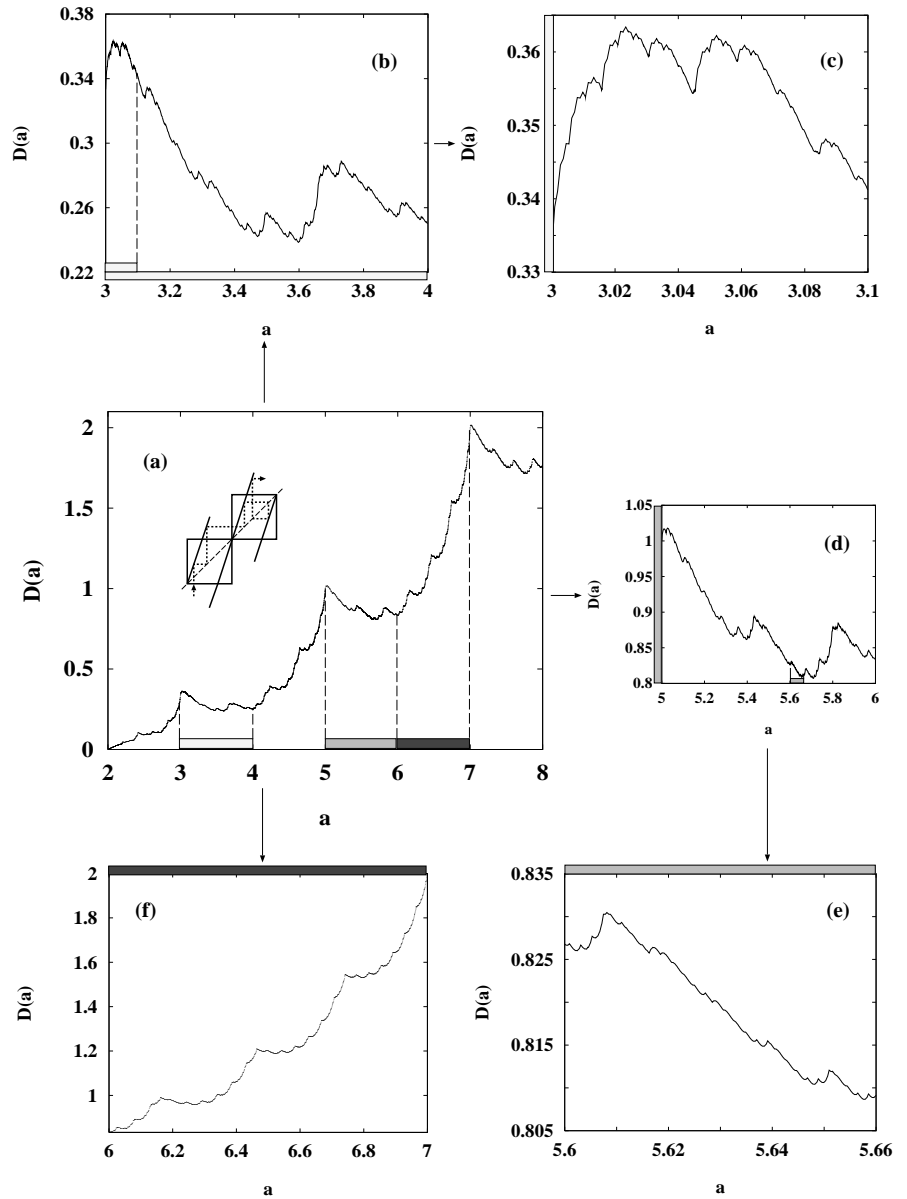 0.38
0.34
0.3
0.26
0.22
D(a)
(b)
3 3.2 3.4 3.6 3.8 4
a
0.36
0.35
0.34
0.33
D(a)
(c)
3 3.02 3.04 3.06 3.08 3.1
a
2
1.5
1
0.5
0
D(a)
(a)
2 3 4 5 6 7 8
a
1.05
1
0.95
0.9
0.85
0.8
D(a)
(d)
5 5.2 5.4 5.6 5.8 6
a
2
1.8
1.6
1.4
1.2
1
D(a)
(f)
6 6.2 6.4 6.6 6.8 7
a
0.835
0.825
0.815
0.805
D(a)
(e)
5.6 5.62 5.64 5.66
a